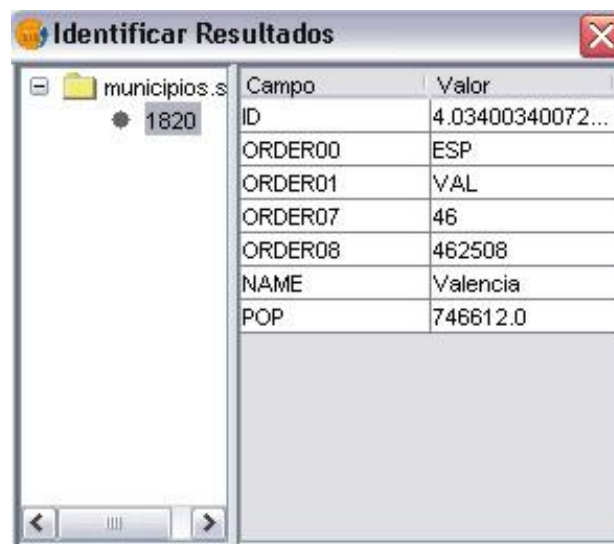 Identificar Resultados
municipios.s
1820
Campo Valor
ID 4.03400340072...
ORDER00 ESP
ORDER01 VAL
ORDER07 46
ORDER08 462508
NAME Valencia
POP 746612.0